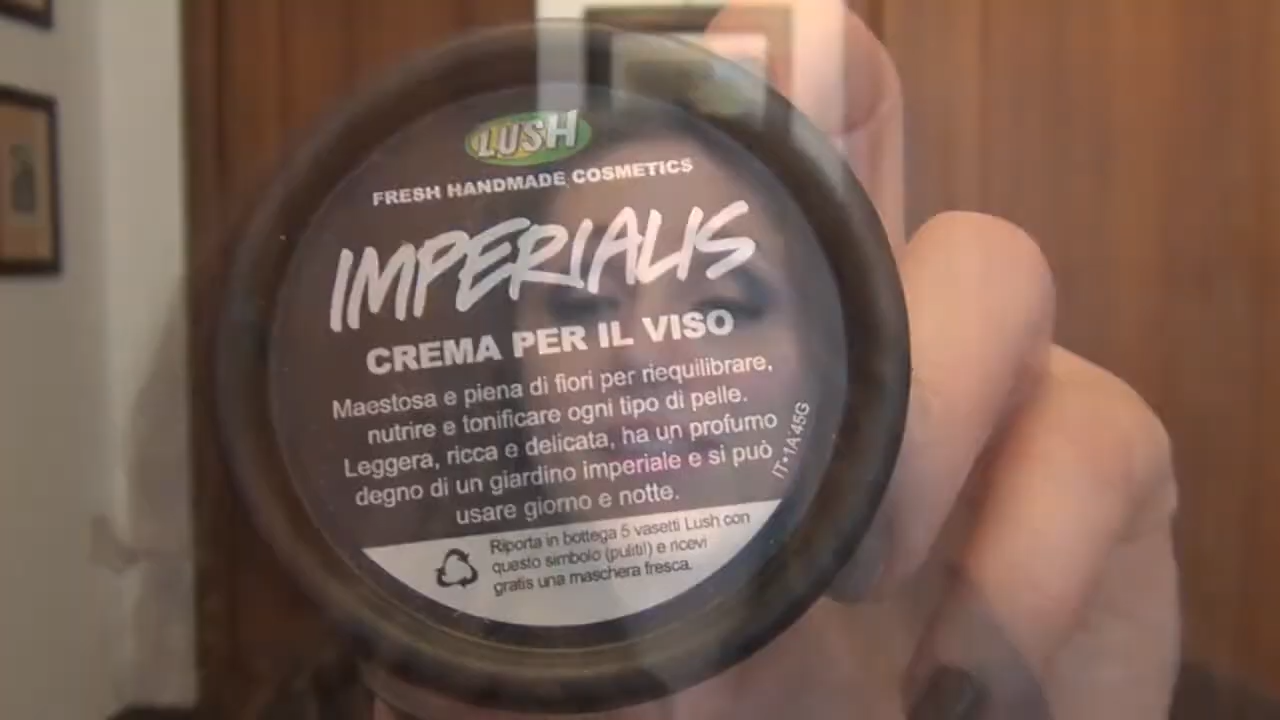 LUSH
FRESH HANDMADE COSMETICS
IMPERIALIS
CREMA PER IL VISO
Maestosa e piena di fiori per riequilibrare,
nutrire e tonificare ogni tipo di pelle.
Leggera, ricca e delicata, ha un profumo
degno di un giardino imperiale e si può
usare giorno e notte.
IT•1A'45G
Riporta in bottega 5 vasetti Lush con
questo simbolo (puliti!) e ricevi
gratis una maschera fresca.